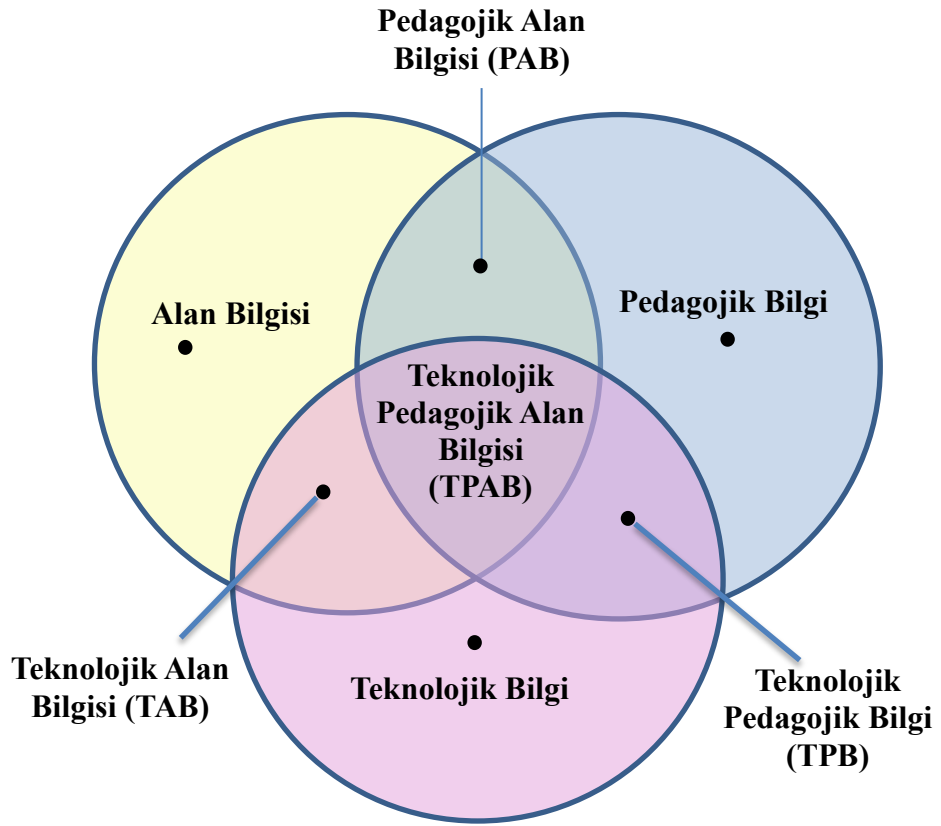 Pedagojik Alan
Bilgisi (PAB)
Alan Bilgisi
Pedagojik Bilgi
Teknolojik
Pedagojik Alan
Bilgisi
(TPAB)
Teknolojik Alan
Bilgisi (TAB)
Teknolojik Bilgi
Teknolojik
Pedagojik Bilgi
(TPB)